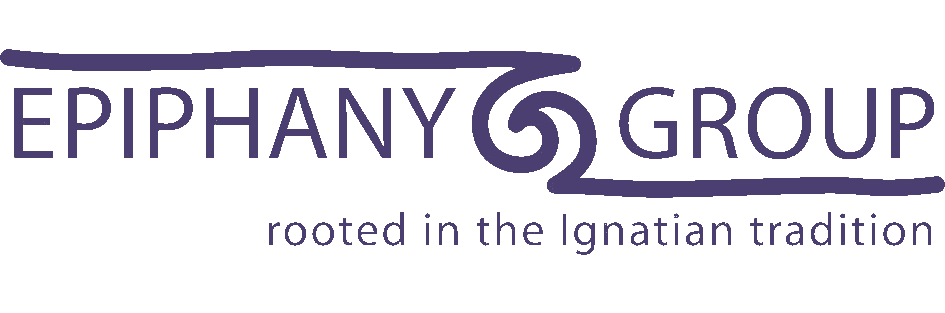 EPIPHANY GROUP
rooted in the Ignatian tradition